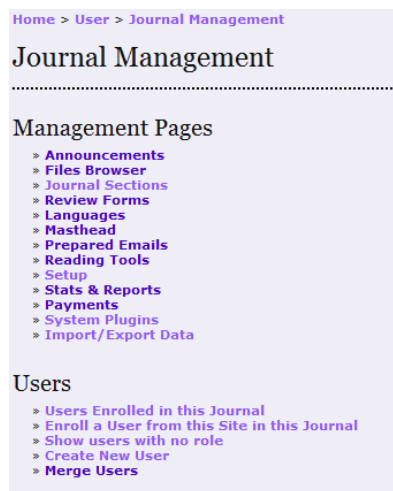 Home > User > Journal Management
Journal Management
Management Pages
» Announcements
» Files Browser
» Journal Sections
» Review Forms
» Languages
» Masthead
» Prepared Emails
» Reading Tools
» Setup
» Stats & Reports
» Payments
» System Plugins
» Import/Export Data
Users
» Users Enrolled in this Journal
» Enroll a User from this Site in this Journal
» Show users with no role
» Create New User
» Merge Users